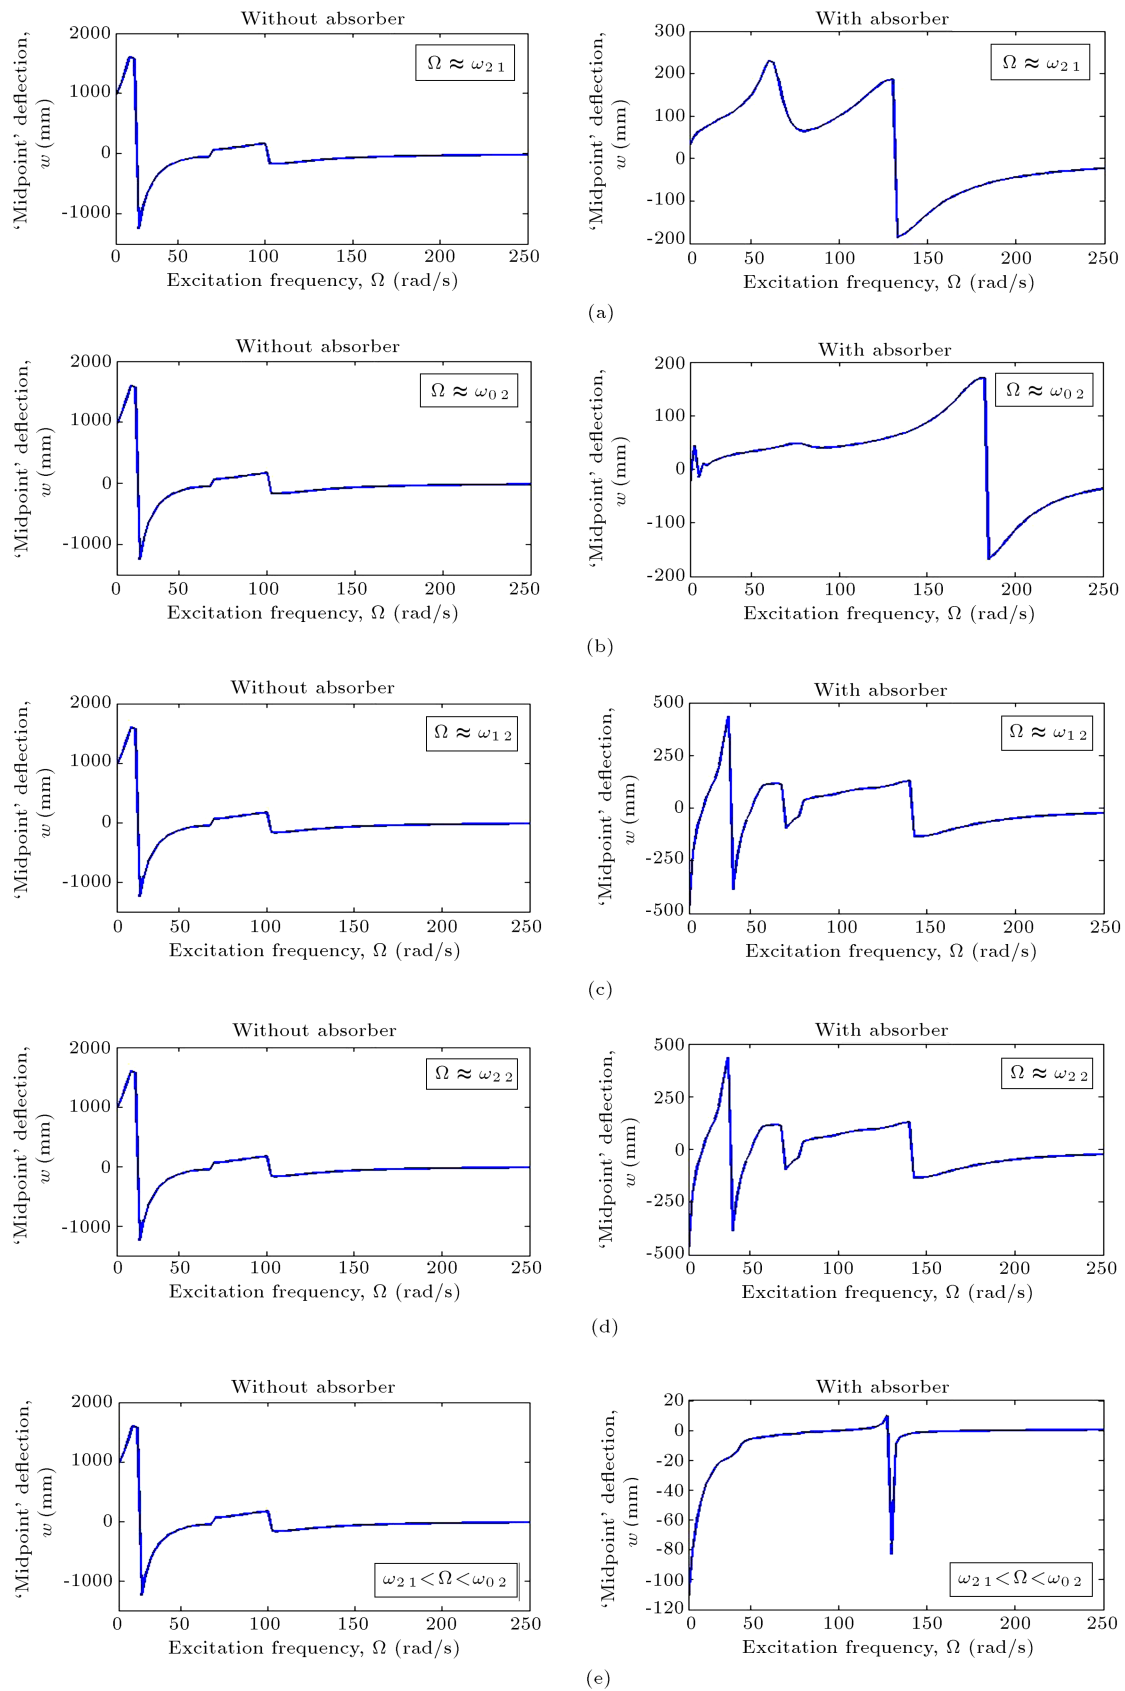 Without absorber
With absorber
‘Midpoint’ deflection,
w (mm)
2000
1000
0
-1000
Ω ≈ ω2 1
0 50 100 150 200 250
Excitation frequency, Ω (rad/s)
‘Midpoint’ deflection,
w (mm)
300
200
100
0
-100
-200
Ω ≈ ω2 1
0 50 100 150 200 250
Excitation frequency, Ω (rad/s)
(a)
Without absorber
With absorber
‘Midpoint’ deflection,
w (mm)
2000
1000
0
-1000
Ω ≈ ω0 2
0 50 100 150 200 250
Excitation frequency, Ω (rad/s)
‘Midpoint’ deflection,
w (mm)
200
100
0
-100
-200
Ω ≈ ω0 2
0 50 100 150 200 250
Excitation frequency, Ω (rad/s)
(b)
Without absorber
With absorber
‘Midpoint’ deflection,
w (mm)
2000
1000
0
-1000
Ω ≈ ω1 2
0 50 100 150 200 250
Excitation frequency, Ω (rad/s)
‘Midpoint’ deflection,
w (mm)
500
250
0
-250
-500
Ω ≈ ω1 2
0 50 100 150 200 250
Excitation frequency, Ω (rad/s)
(c)
Without absorber
With absorber
‘Midpoint’ deflection,
w (mm)
2000
1000
0
-1000
Ω ≈ ω2 2
0 50 100 150 200 250
Excitation frequency, Ω (rad/s)
‘Midpoint’ deflection,
w (mm)
500
250
0
-250
-500
Ω ≈ ω2 2
0 50 100 150 200 250
Excitation frequency, Ω (rad/s)
(d)
Without absorber
With absorber
‘Midpoint’ deflection,
w (mm)
2000
1000
0
-1000
ω2 1<Ω<ω0 2
0 50 100 150 200 250
Excitation frequency, Ω (rad/s)
‘Midpoint’ deflection,
w (mm)
20
0
-20
-40
-60
-80
-100
-120
ω2 1<Ω<ω0 2
0 50 100 150 200 250
Excitation frequency, Ω (rad/s)
(e)